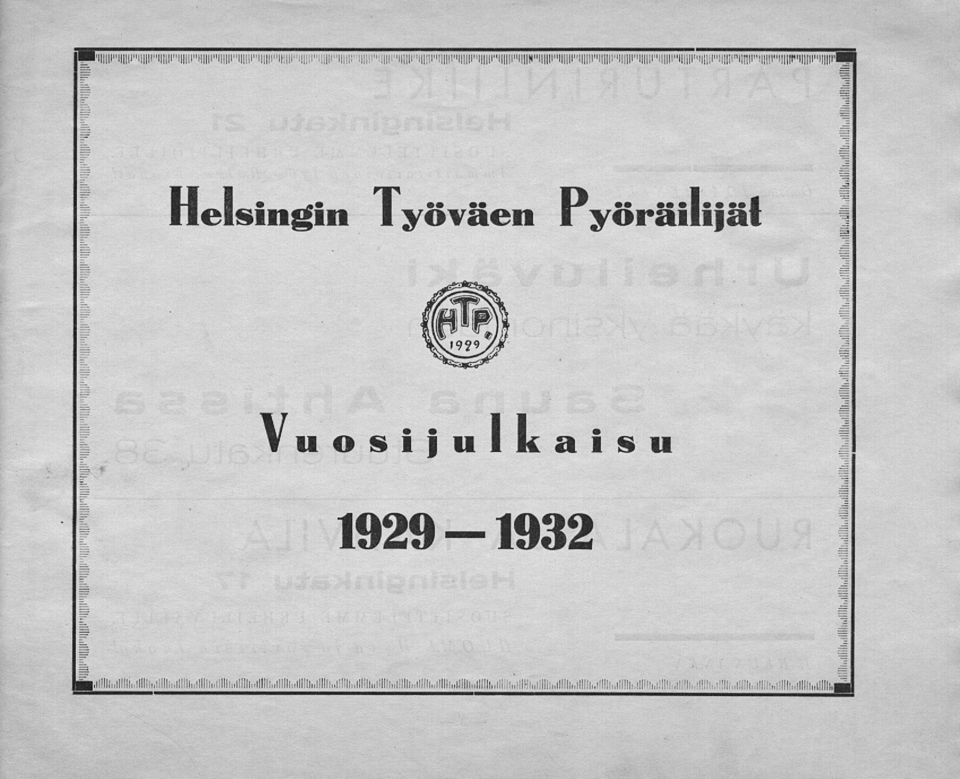 Helsingin Työväen Pyöräilijät
HTP
1929
Vuosijulkaisu
1929 — 1932